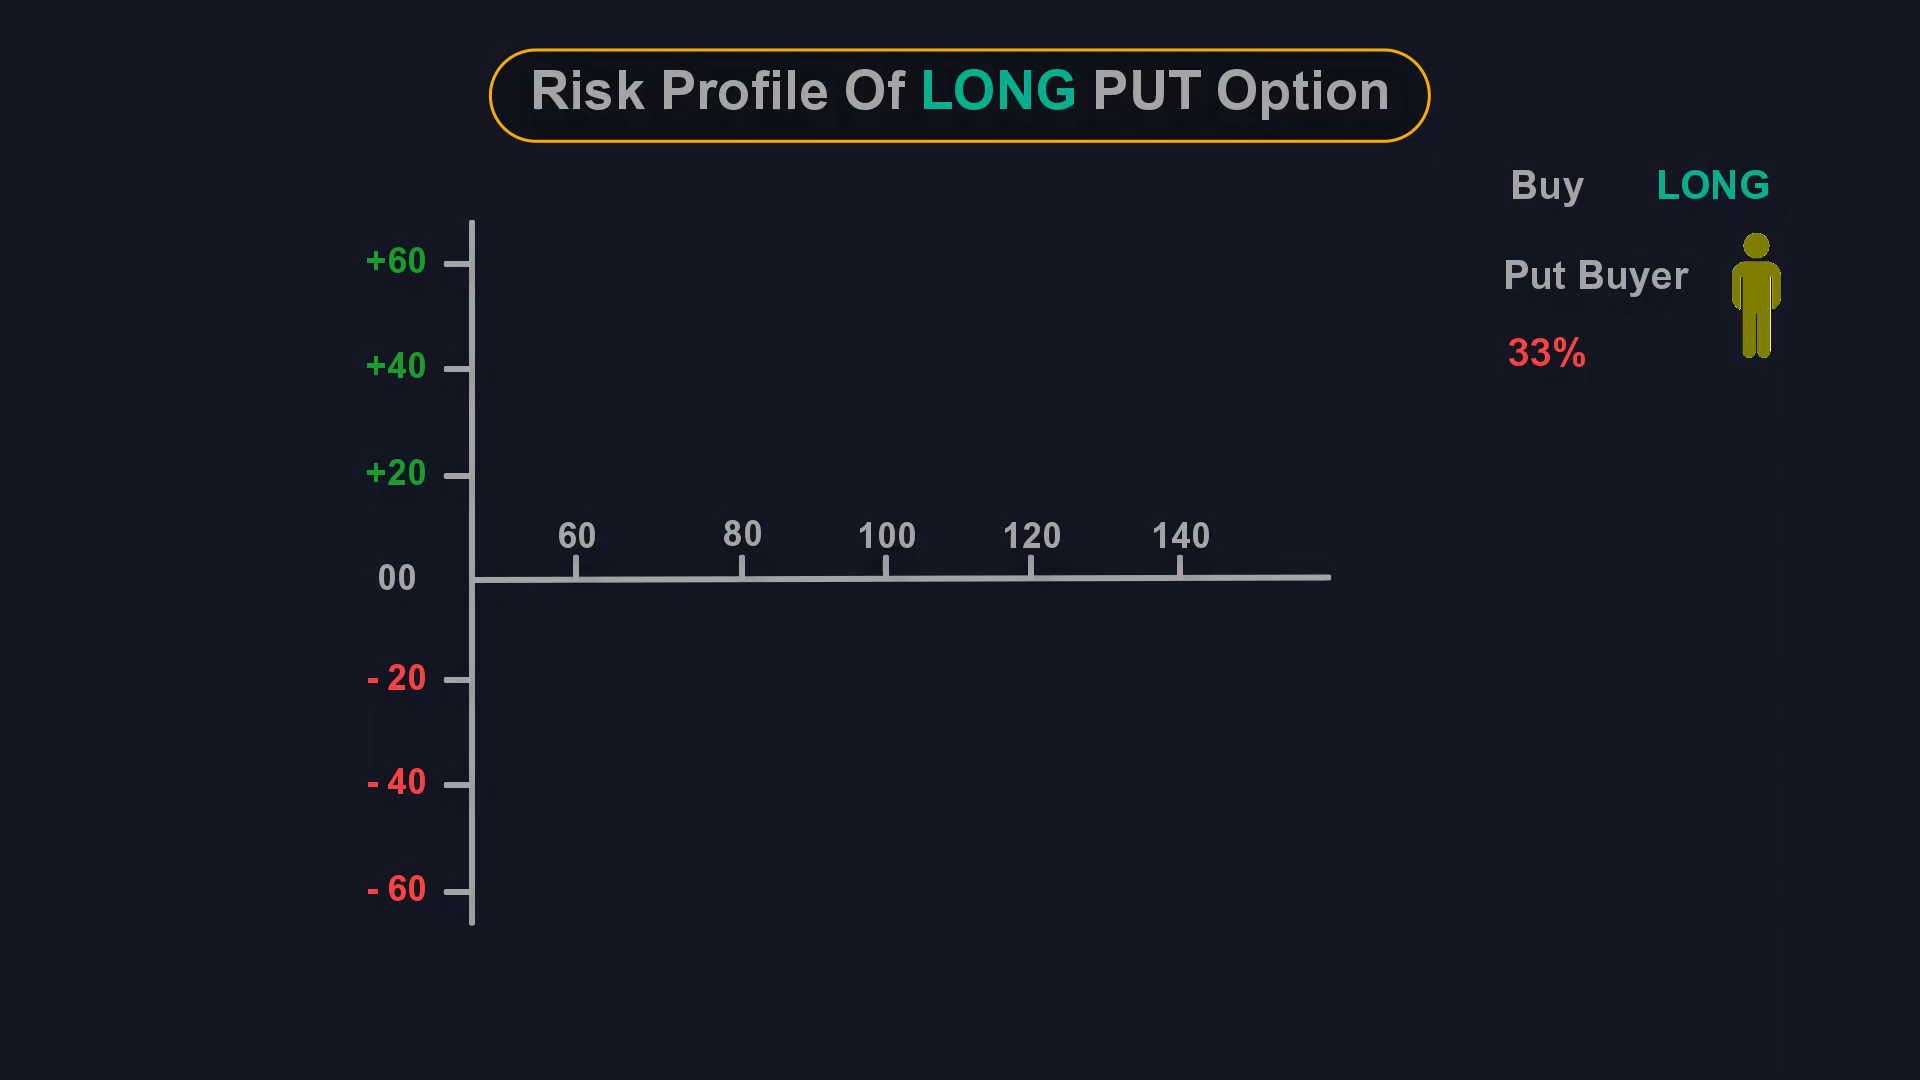 Risk Profile Of LONG PUT Option
Buy LONG
Put Buyer
33%
+60
+40
+20
60 80 100 120 140
00
- 20
- 40
- 60